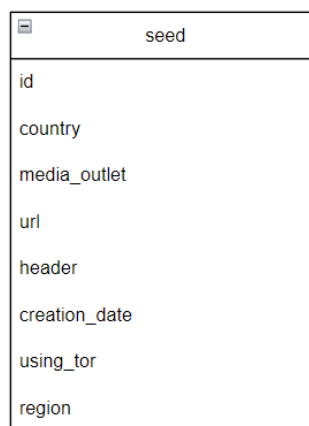 seed
id
country
media_outlet
url
header
creation_date
using_tor
region